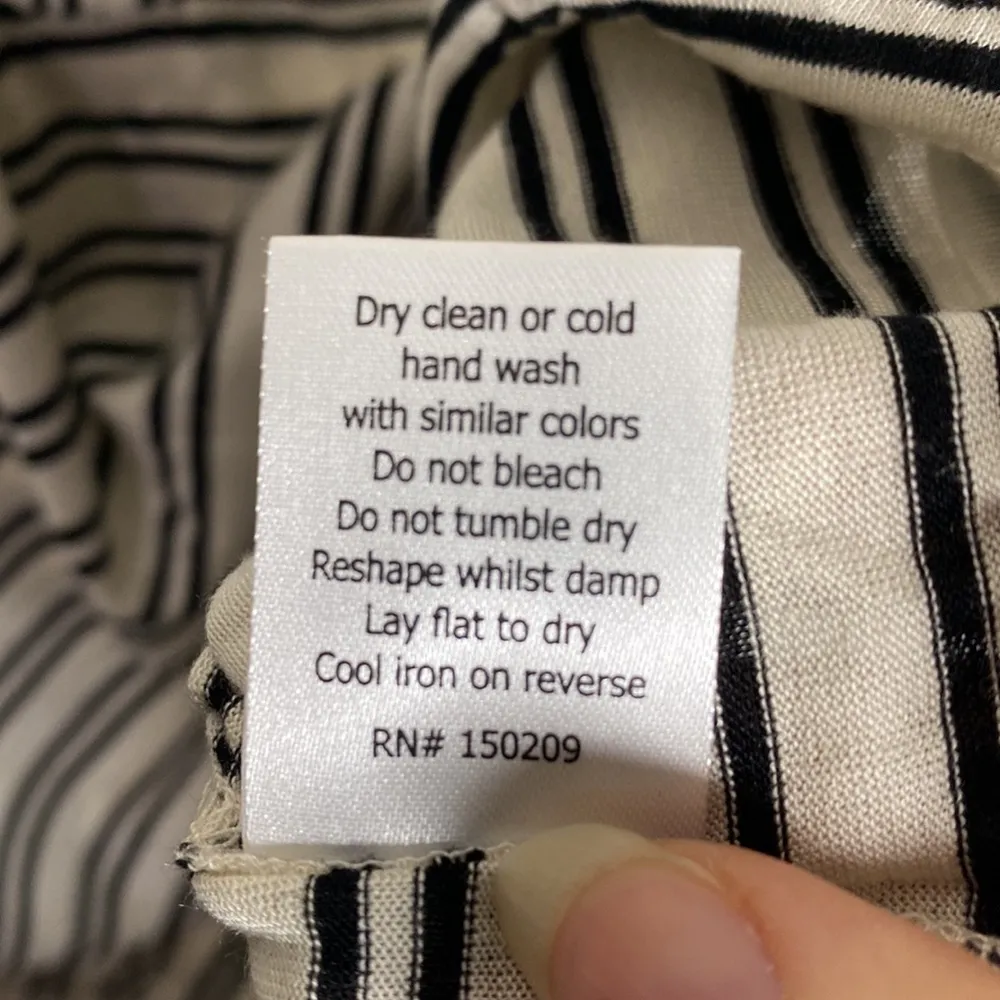 Dry clean or cold
hand wash
with similar colors
Do not bleach
Do not tumble dry
Reshape whilst damp
Lay flat to dry
Cool iron on reverse
RN# 150209